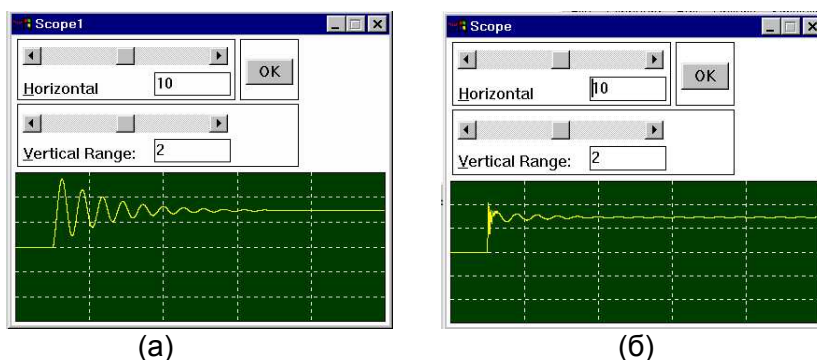 Scope1
OK
Horizontal 10
Vertical Range: 2
(а)
Scope
OK
Horizontal 10
Vertical Range: 2
(б)